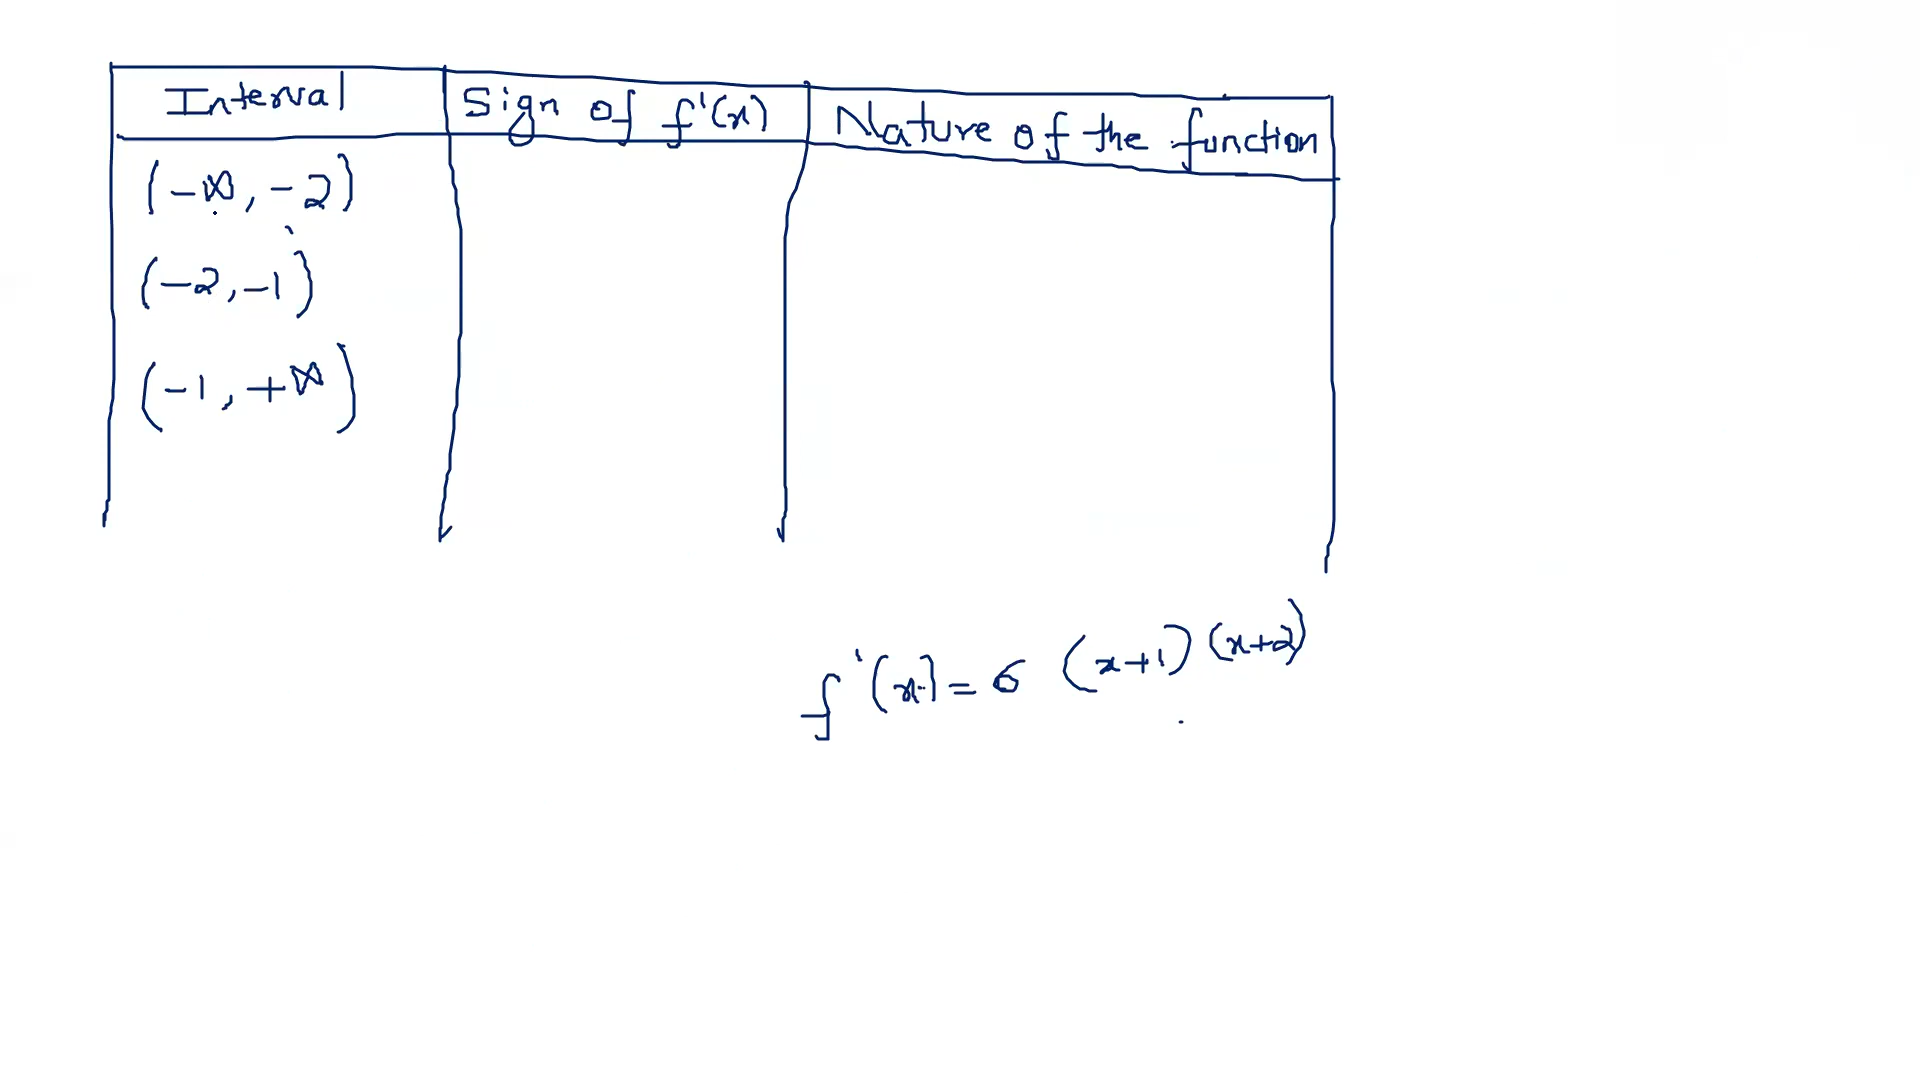 Interval Sign of f'(x) Nature of the function
(-∞, -2)
(-2, -1)
(-1, +∞)
f'(x) = 6 (x+1) (x+2)